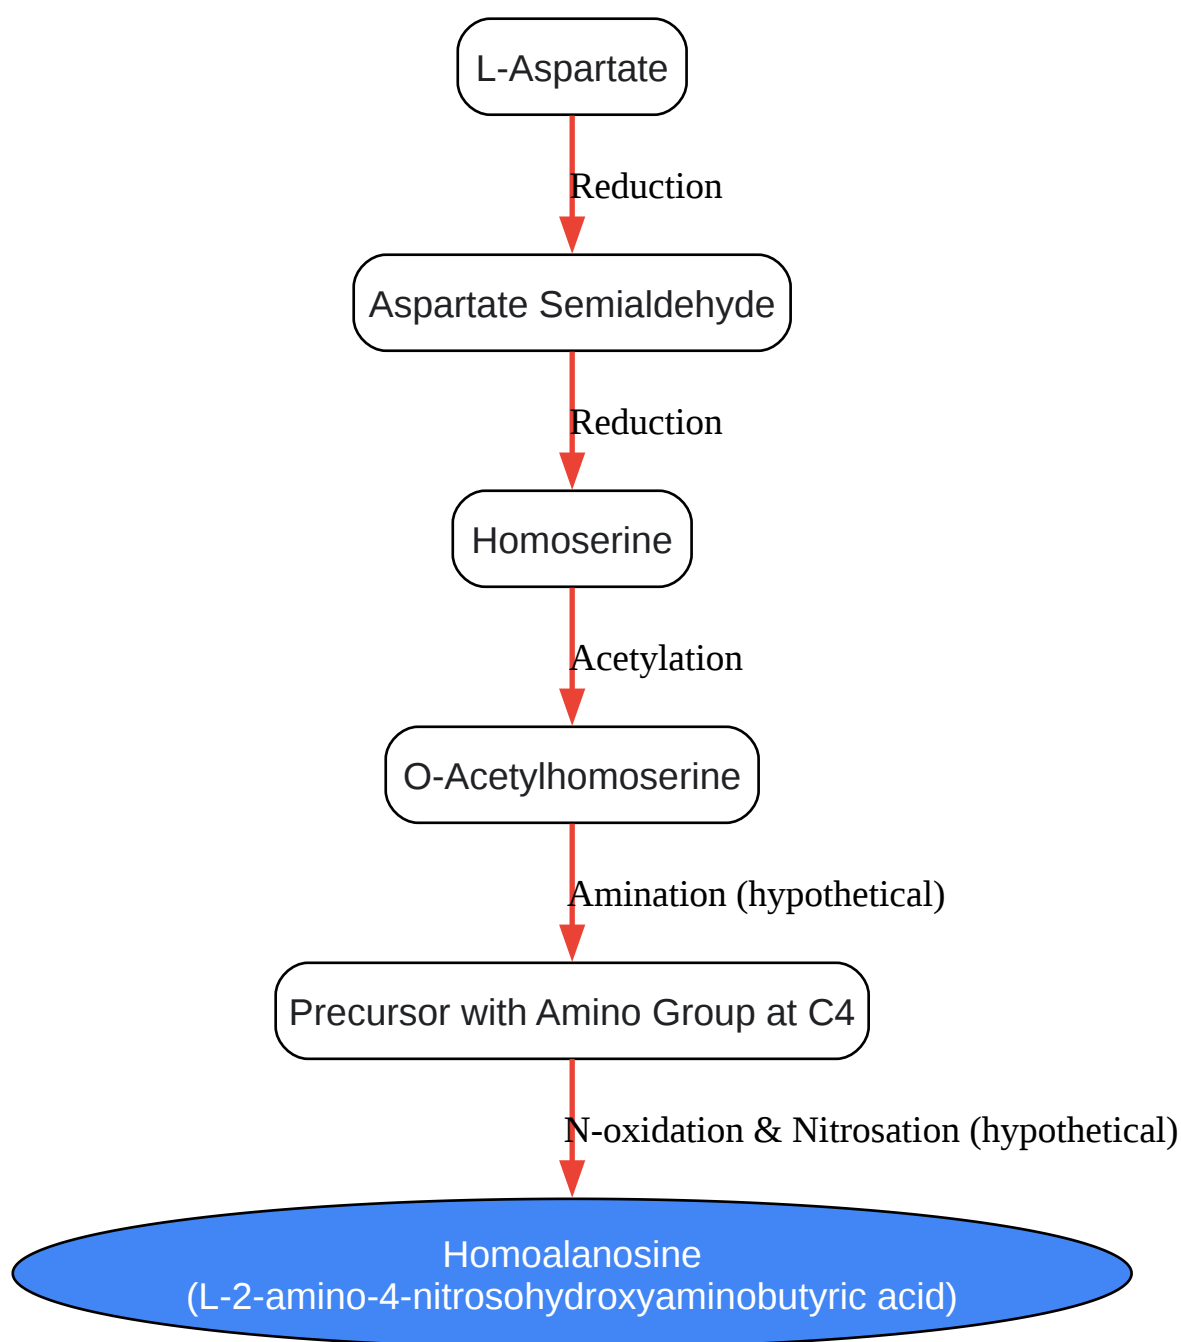 L-Aspartate
Reduction
Aspartate Semialdehyde
Reduction
Homoserine
Acetylation
O-Acetylhomoserine
Amination (hypothetical)
Precursor with Amino Group at C4
N-oxidation & Nitrosation (hypothetical)
Homoalanosine
(L-2-amino-4-nitrosohydroxyaminobutyric acid)